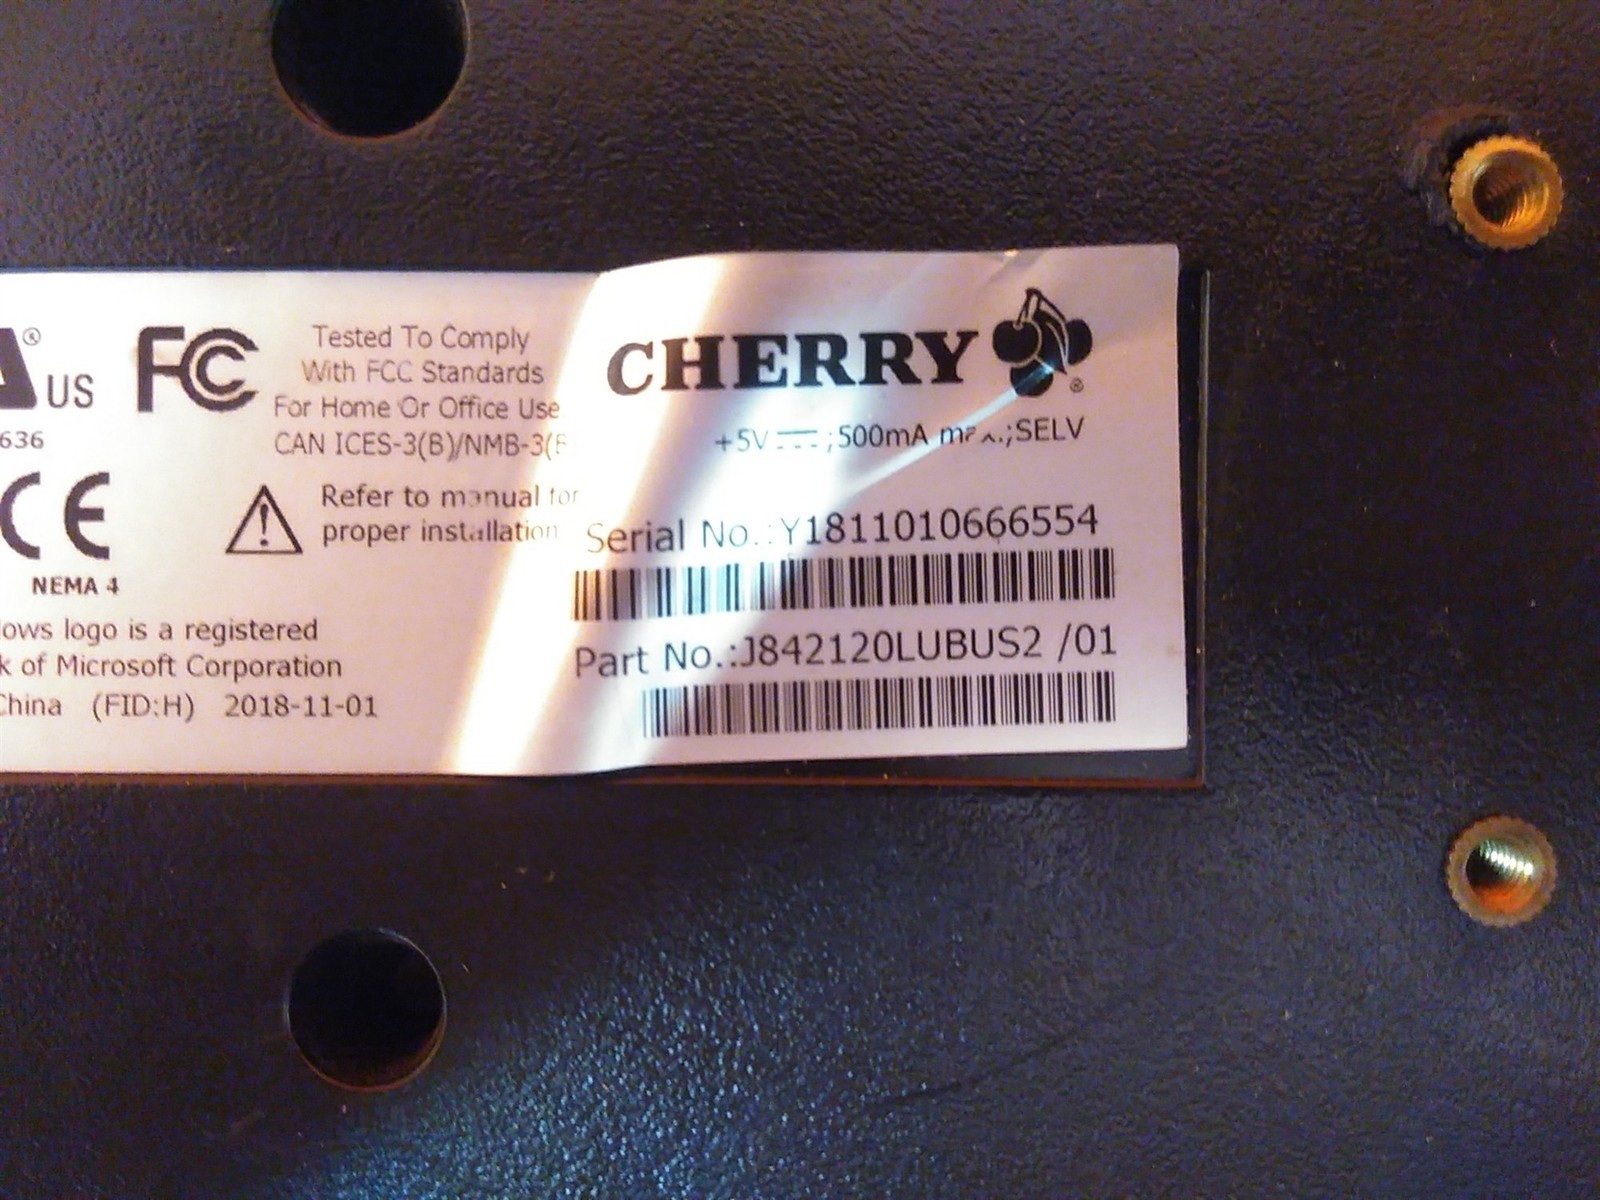 US
FC
Tested To Comply
With FCC Standards
For Home Or Office Use
CAN ICES-3(B)/NMB-3(
636
CE
NEMA 4
Refer to manual for
proper installation
lows logo is a registered
k of Microsoft Corporation
China (FID:H) 2018-11-01
CHERRY
®
+5V ;500mA max.;SELV
Serial No.:Y1811010666554
Part No.:J842120LUBUS2 /01